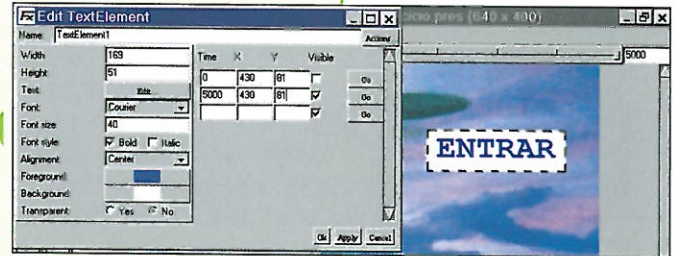 Edit TextElement
cio pres (640 x 400)
Name: TextElement1
Actions
5000
Width: 169
Height: 51
Text: Edit...
Font: Courier
Font size: 40
Font style: Bold Italic
Alignment: Center
Foreground:
Background:
Transparent: Yes No
Time X Y Visible
0 430 81 Go
5000 430 81 Go
Go
Ok Apply Cancel
ENTRAR